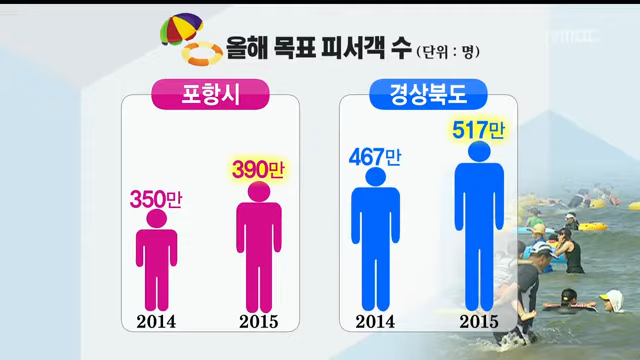 올해 목표 피서객 수 (단위 : 명)
포항시
350만
390만
2014
2015
경상북도
467만
517만
2014
2015